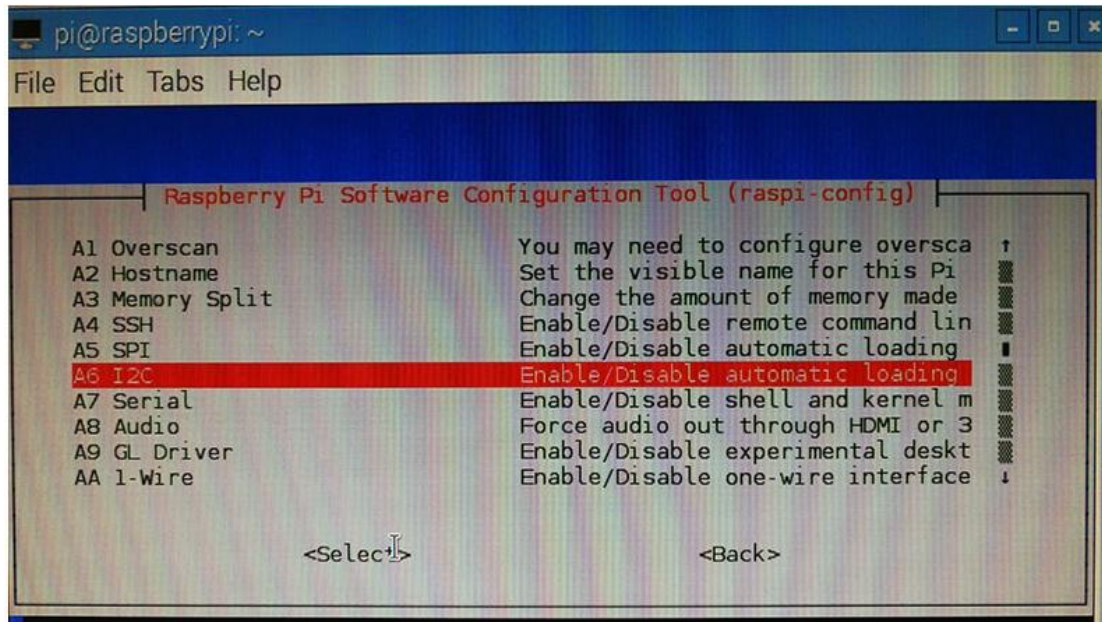 pi@raspberrypi: ~
File Edit Tabs Help
Raspberry Pi Software Configuration Tool (raspi-config)
A1 Overscan You may need to configure oversca
A2 Hostname Set the visible name for this Pi
A3 Memory Split Change the amount of memory made
A4 SSH Enable/Disable remote command lin
A5 SPI Enable/Disable automatic loading
A6 I2C Enable/Disable automatic loading
A7 Serial Enable/Disable shell and kernel m
A8 Audio Force audio out through HDMI or 3
A9 GL Driver Enable/Disable experimental deskt
AA 1-Wire Enable/Disable one-wire interface
<Select> <Back>